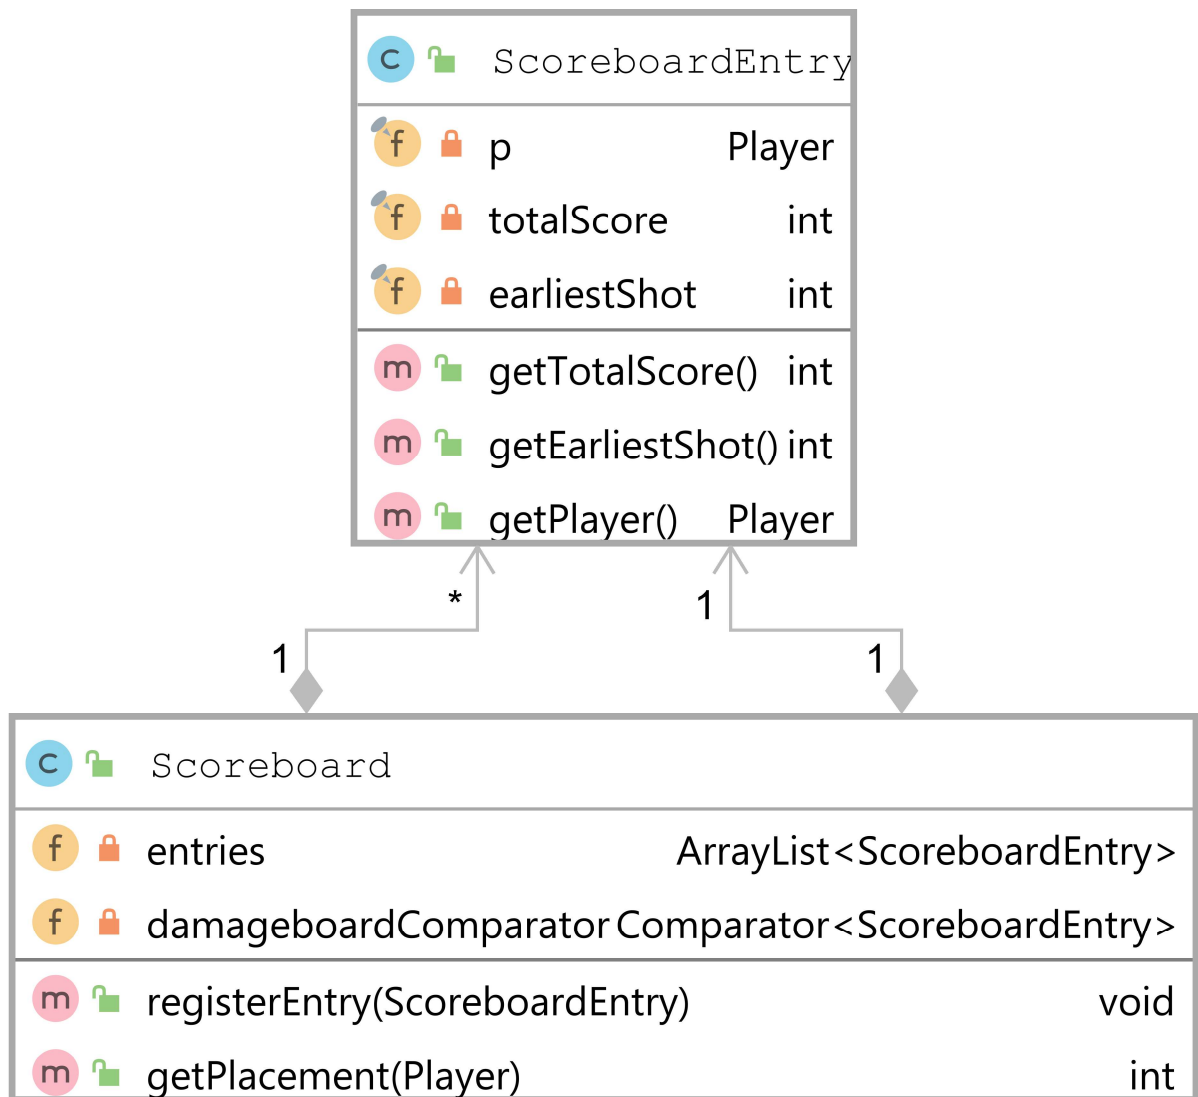 C ScoreboardEntry
f p Player
f totalScore int
f earliestShot int
m getTotalScore() int
m getEarliestShot() int
m getPlayer() Player
* 1
1 1
C Scoreboard
f entries ArrayList<ScoreboardEntry>
f damageboardComparator Comparator<ScoreboardEntry>
m registerEntry(ScoreboardEntry) void
m getPlacement(Player) int